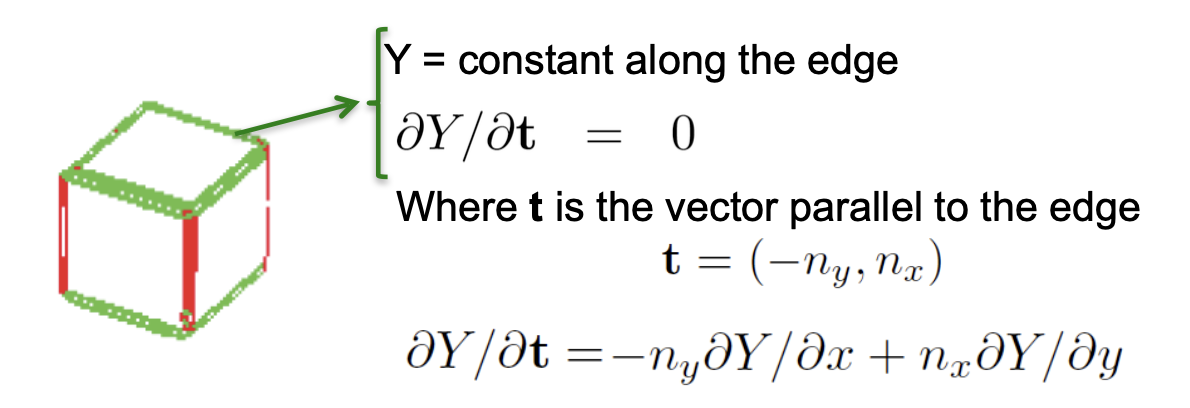 Y = constant along the edge
∂Y/∂t = 0
Where t is the vector parallel to the edge
t = (−n_y, n_x)
∂Y/∂t =−n_y∂Y/∂x + n_x∂Y/∂y